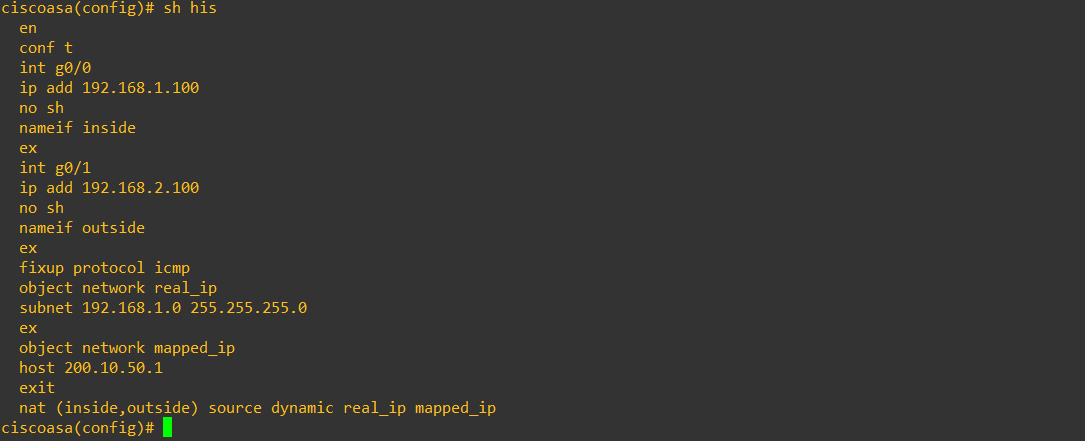 ciscoasa(config)# sh his
en
conf t
int g0/0
ip add 192.168.1.100
no sh
nameif inside
ex
int g0/1
ip add 192.168.2.100
no sh
nameif outside
ex
fixup protocol icmp
object network real_ip
subnet 192.168.1.0 255.255.255.0
ex
object network mapped_ip
host 200.10.50.1
exit
nat (inside,outside) source dynamic real_ip mapped_ip
ciscoasa(config)#